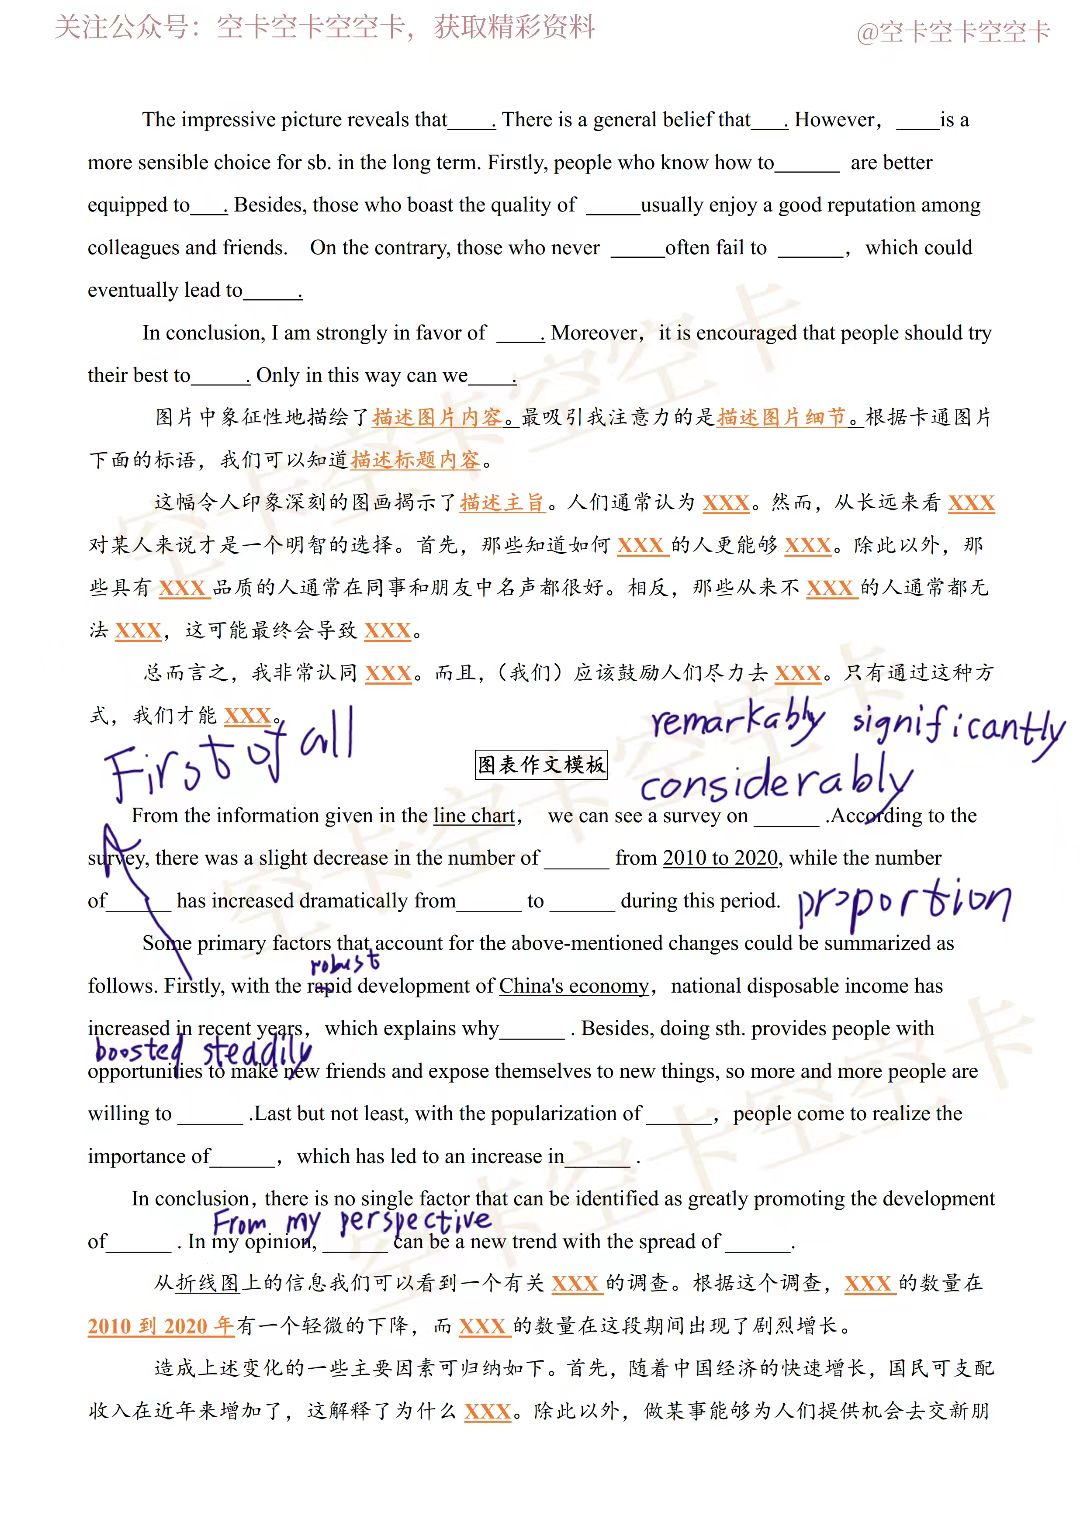 关注公众号：空卡空卡空空卡，获取精彩资料
@空卡空卡空空卡
The impressive picture reveals that____. There is a general belief that___. However，____is a
more sensible choice for sb. in the long term. Firstly, people who know how to______ are better
equipped to___. Besides, those who boast the quality of _____usually enjoy a good reputation among
colleagues and friends. On the contrary, those who never _____often fail to ______，which could
eventually lead to_____.
In conclusion, I am strongly in favor of ____. Moreover，it is encouraged that people should try
their best to_____. Only in this way can we____.
图片中象征性地描绘了描述图片内容。最吸引我注意力的是描述图片细节。根据卡通图片
下面的标语，我们可以知道描述标题内容。
这幅令人印象深刻的图画揭示了描述主旨。人们通常认为 XXX。然而，从长远来看 XXX
对某人来说才是一个明智的选择。首先，那些知道如何 XXX 的人更能够 XXX。除此以外，那
些具有 XXX 品质的人通常在同事和朋友中名声都很好。相反，那些从来不 XXX 的人通常都无
法 XXX，这可能最终会导致 XXX。
总而言之，我非常认同 XXX。而且，（我们）应该鼓励人们尽力去 XXX。只有通过这种方
式，我们才能 XXX。
remarkably significantly
First of all
图表作文模板
considerably
From the information given in the line chart， we can see a survey on ______ .According to the
survey, there was a slight decrease in the number of ______ from 2010 to 2020, while the number
of______ has increased dramatically from______ to ______ during this period.
proportion
Some primary factors that account for the above-mentioned changes could be summarized as
robust
follows. Firstly, with the rapid development of China's economy，national disposable income has
increased in recent years，which explains why______ . Besides, doing sth. provides people with
boosted steadily
opportunities to make new friends and expose themselves to new things, so more and more people are
willing to ______ .Last but not least, with the popularization of ______，people come to realize the
importance of______，which has led to an increase in______ .
In conclusion, there is no single factor that can be identified as greatly promoting the development
From my perspective
of______ . In my opinion, ______ can be a new trend with the spread of ______.
从折线图上的信息我们可以看到一个有关 XXX 的调查。根据这个调查，XXX 的数量在
2010 到 2020 年有一个轻微的下降，而 XXX 的数量在这段期间出现了剧烈增长。
造成上述变化的一些主要因素可归纳如下。首先，随着中国经济的快速增长，国民可支配
收入在近年来增加了，这解释了为什么 XXX。除此以外，做某事能够为人们提供机会去交新朋